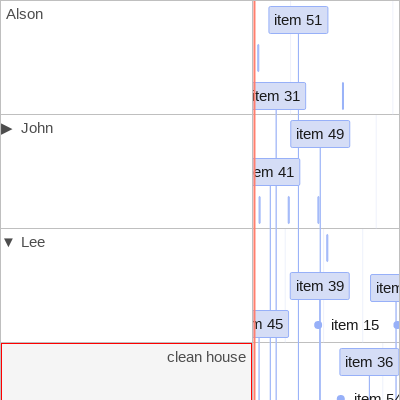 Alson
item 51
item 31
▶ John
item 49
em 41
▼ Lee
item 39
item
m 45
item 15
clean house
item 36
item 54